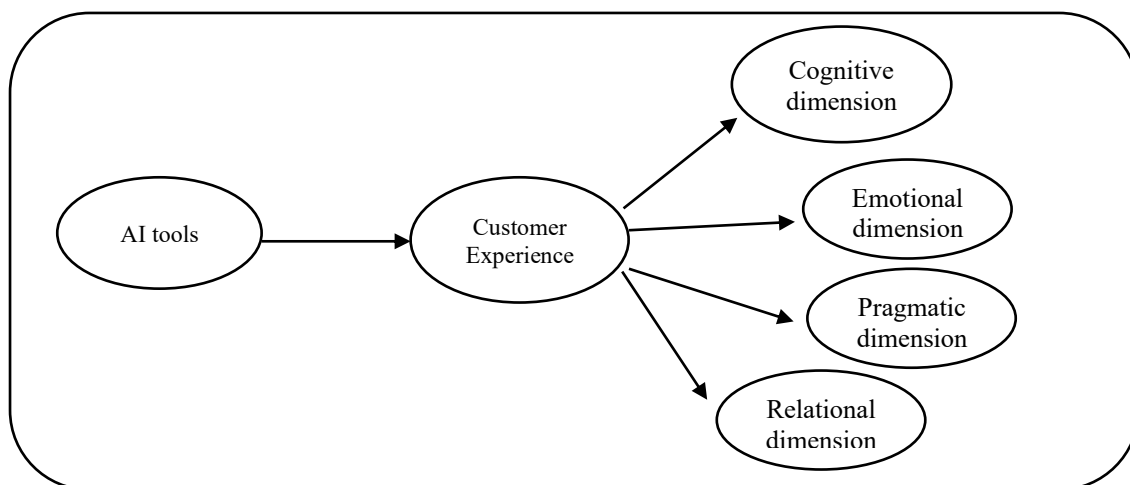 Cognitive
dimension
Emotional
dimension
AI tools
Customer
Experience
Pragmatic
dimension
Relational
dimension